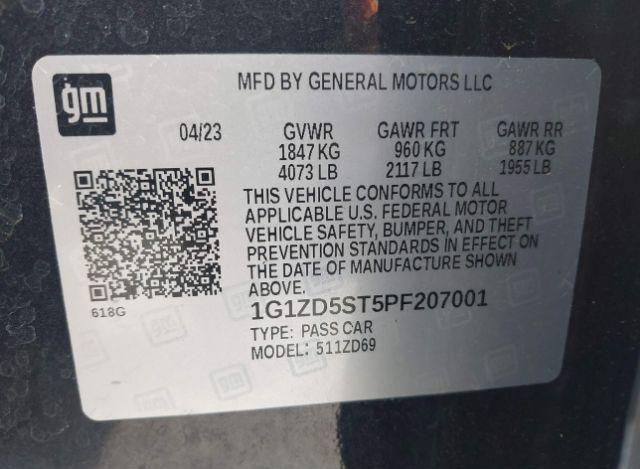 gm
MFD BY GENERAL MOTORS LLC
04/23 GVWR GAWR FRT GAWR RR
1847 KG 960 KG 887 KG
4073 LB 2117 LB 1955 LB
THIS VEHICLE CONFORMS TO ALL
APPLICABLE U.S. FEDERAL MOTOR
VEHICLE SAFETY, BUMPER, AND THEFT
PREVENTION STANDARDS IN EFFECT ON
THE DATE OF MANUFACTURE SHOWN
ABOVE.
618G
1G1ZD5ST5PF207001
TYPE: PASS CAR
MODEL: 511ZD69